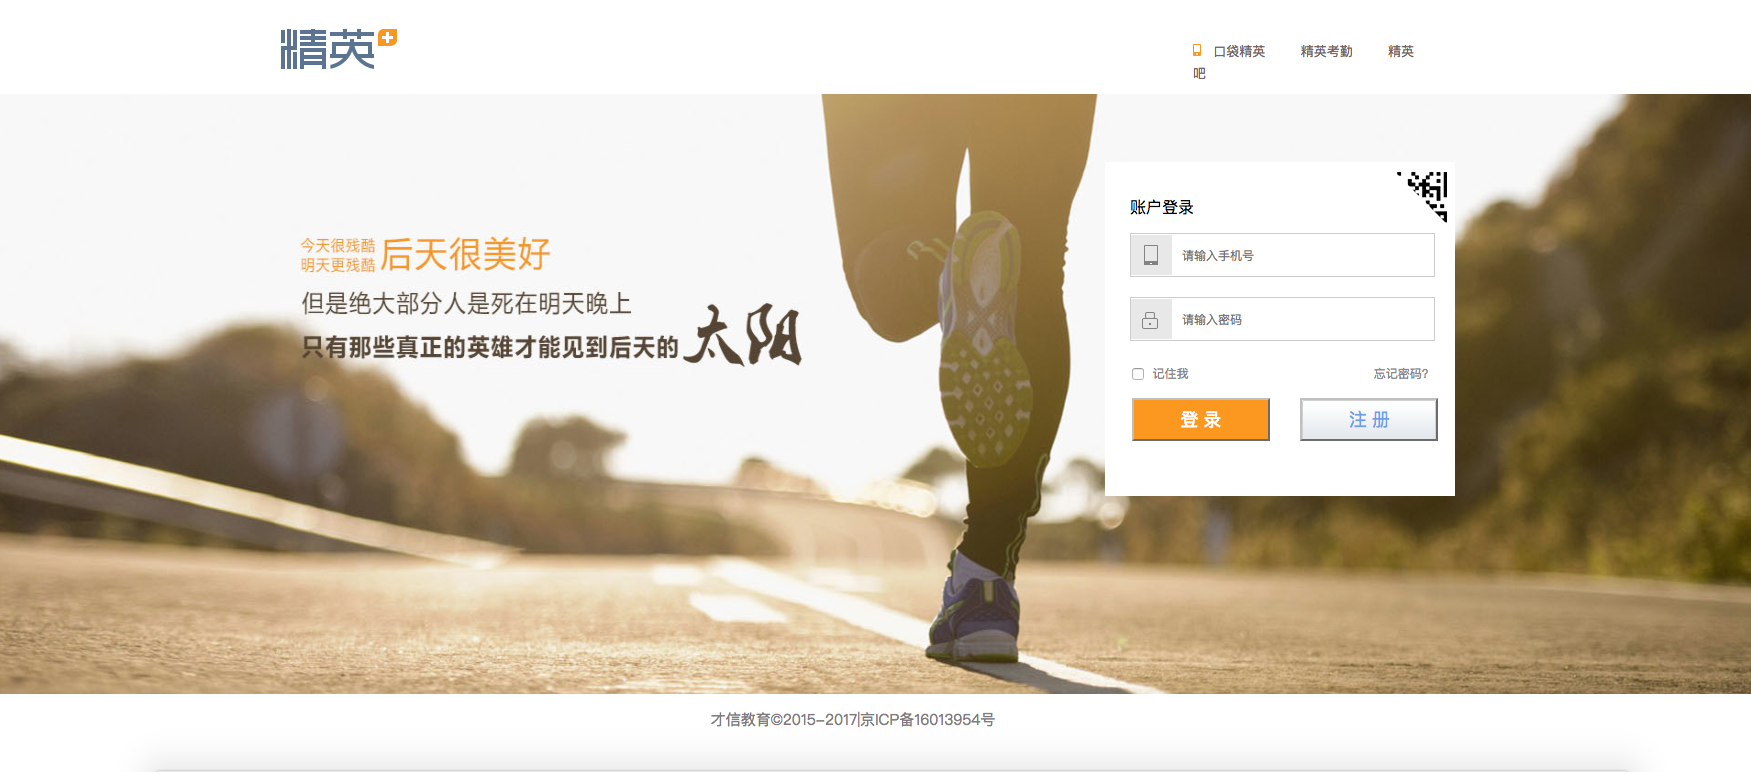 精英
口袋精英 精英考勤 精英
吧
今天很残酷
明天更残酷
后天很美好
但是绝大部分人是死在明天晚上
只有那些真正的英雄才能见到后天的太阳
账户登录
请输入手机号
请输入密码
记住我 忘记密码?
登 录 注 册
才信教育©2015-2017|京ICP备16013954号